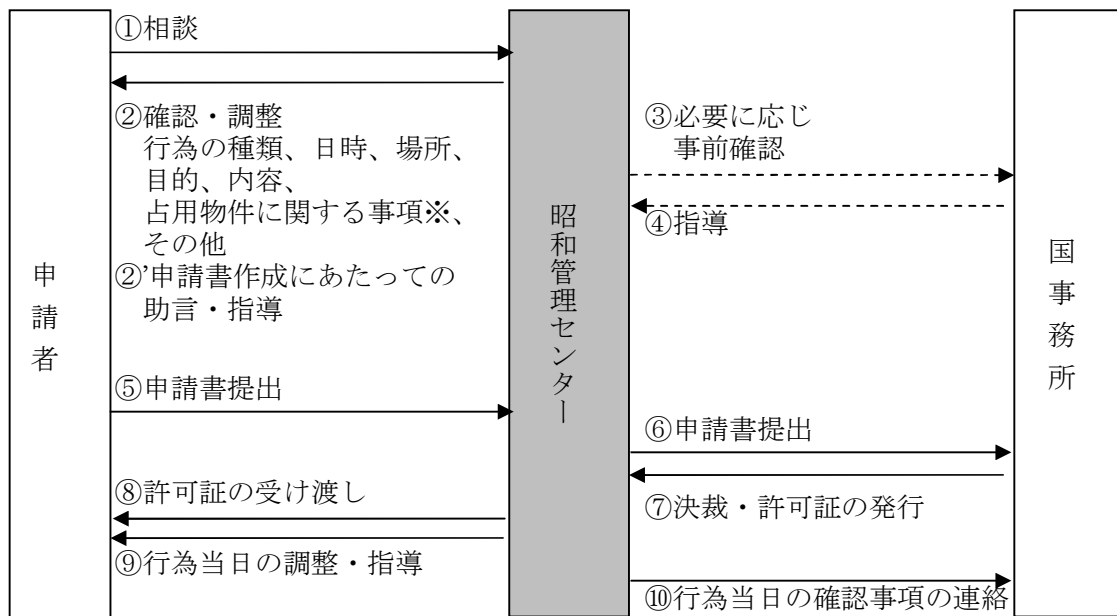 ①相談
②確認・調整
行為の種類、日時、場所、
目的、内容、
占用物件に関する事項※、
その他
②’申請書作成にあたっての
助言・指導
③必要に応じ
事前確認
④指導
申請者
昭和管理センター
国事務所
⑤申請書提出
⑥申請書提出
⑦決裁・許可証の発行
⑧許可証の受け渡し
⑨行為当日の調整・指導
⑩行為当日の確認事項の連絡